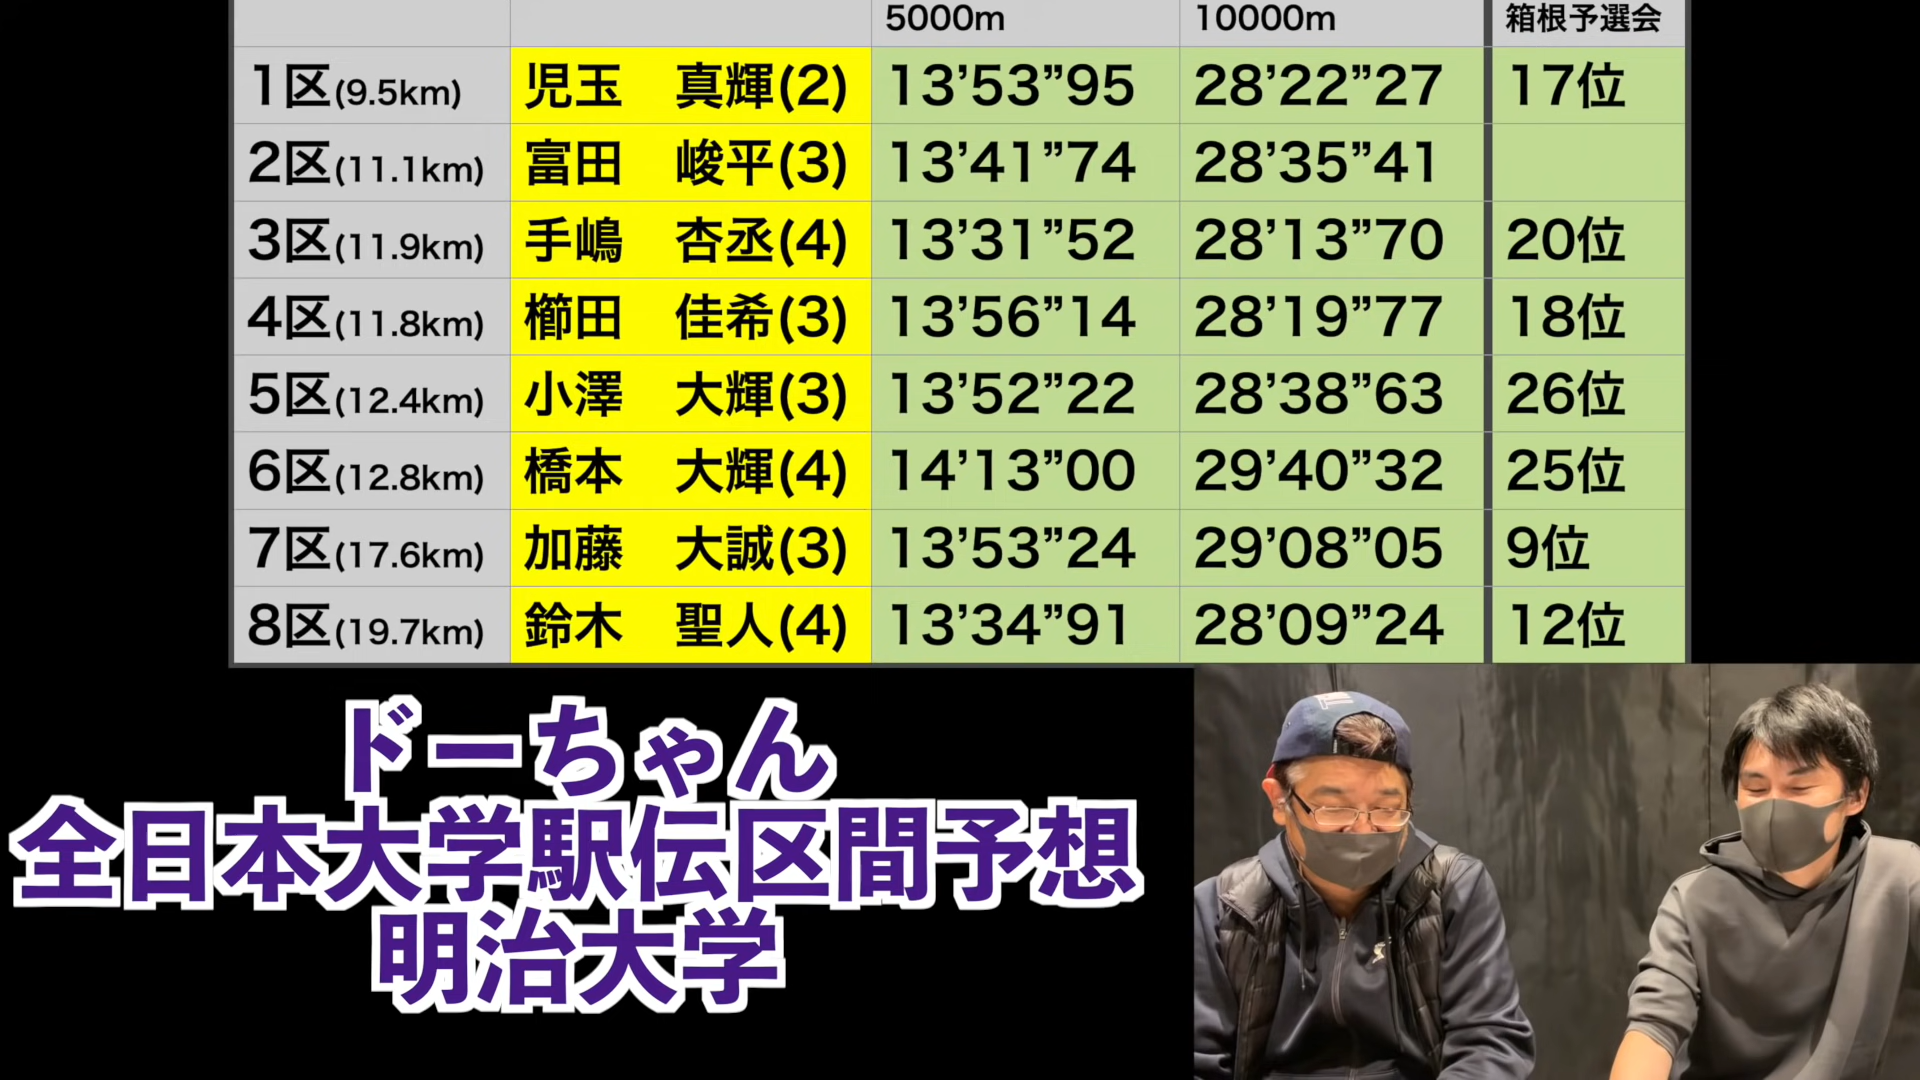 5000m 10000m 箱根予選会
1区(9.5km) 児玉 真輝(2) 13’53”95 28’22”27 17位
2区(11.1km) 富田 峻平(3) 13’41”74 28’35”41
3区(11.9km) 手嶋 杏丞(4) 13’31”52 28’13”70 20位
4区(11.8km) 櫛田 佳希(3) 13’56”14 28’19”77 18位
5区(12.4km) 小澤 大輝(3) 13’52”22 28’38”63 26位
6区(12.8km) 橋本 大輝(4) 14’13”00 29’40”32 25位
7区(17.6km) 加藤 大誠(3) 13’53”24 29’08”05 9位
8区(19.7km) 鈴木 聖人(4) 13’34”91 28’09”24 12位
ドーちゃん
全日本大学駅伝区間予想
明治大学